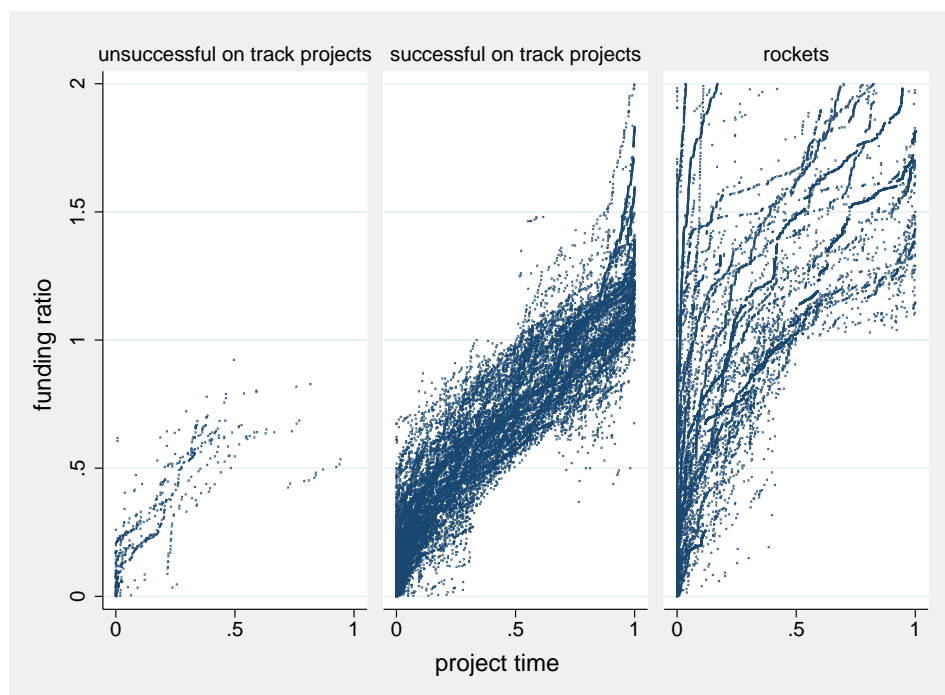 unsuccessful on track projects
successful on track projects
rockets
funding ratio
2
1.5
1
.5
0
0 .5 1
0 .5 1
0 .5 1
project time